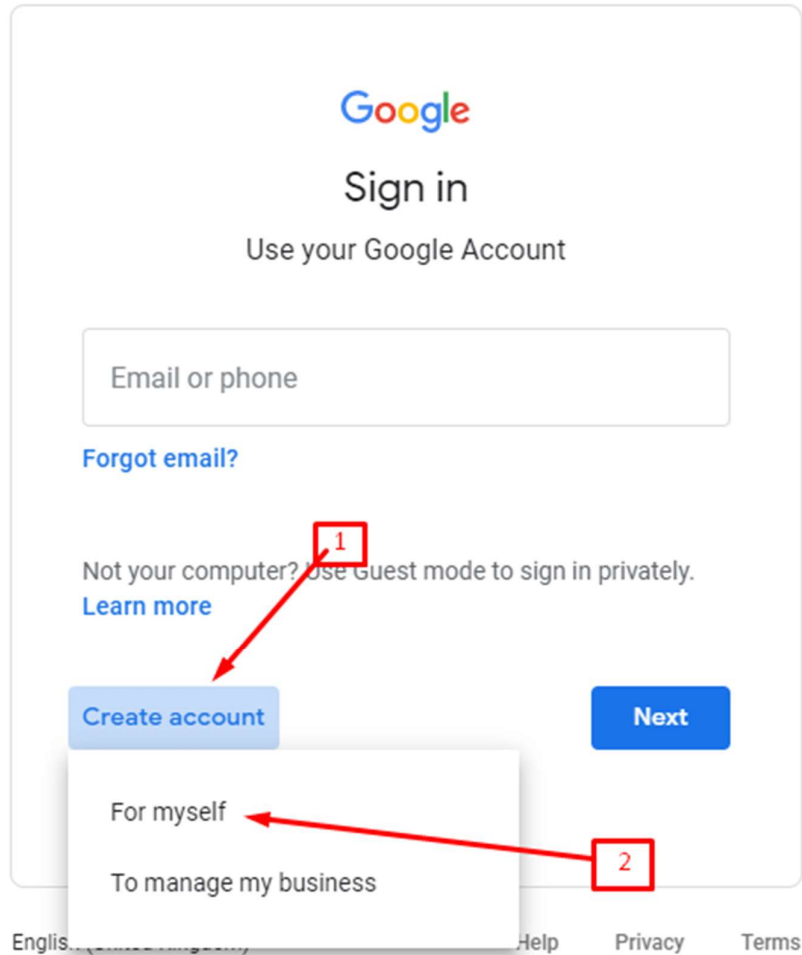 Google
Sign in
Use your Google Account
Email or phone
Forgot email?
1
Not your computer? Use Guest mode to sign in privately.
Learn more
Create account
Next
For myself
2
To manage my business
Help Privacy Terms